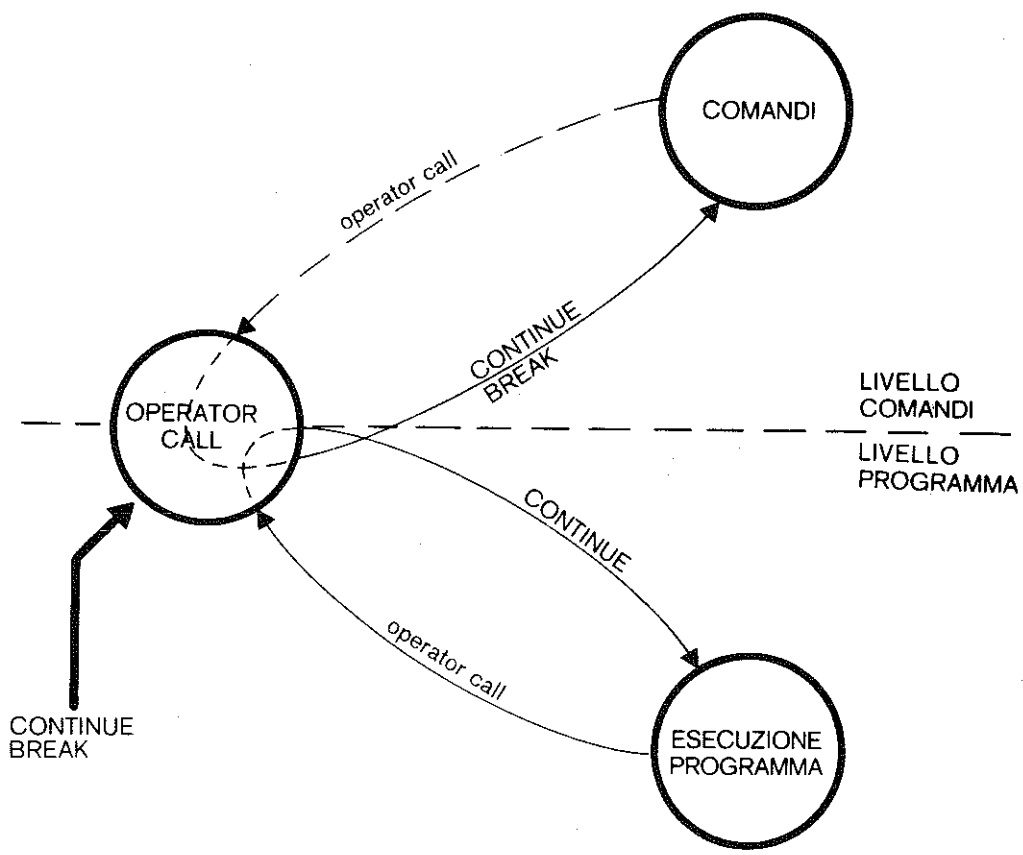 COMANDI
operator call
CONTINUE
BREAK
OPERATOR
CALL
LIVELLO
COMANDI
LIVELLO
PROGRAMMA
CONTINUE
operator call
CONTINUE
BREAK
ESECUZIONE
PROGRAMMA